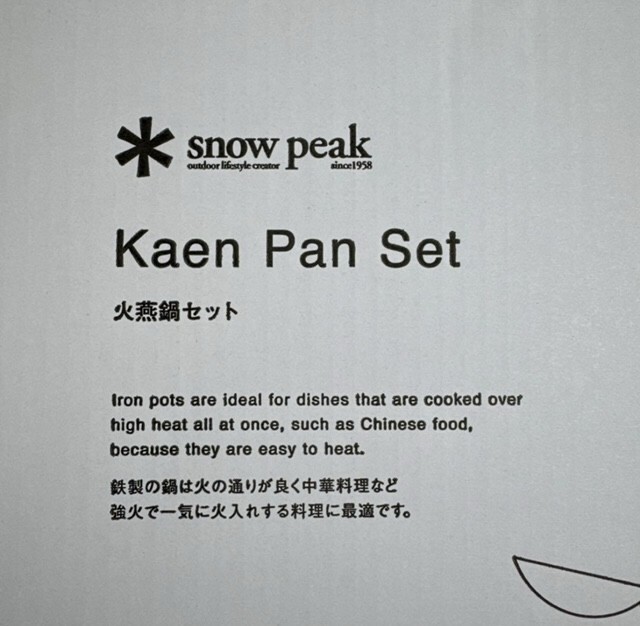 snow peak
outdoor lifestyle creator since1958
Kaen Pan Set
火燕鍋セット
Iron pots are ideal for dishes that are cooked over
high heat all at once, such as Chinese food,
because they are easy to heat.
鉄製の鍋は火の通りが良く中華料理など
強火で一気に火入れする料理に最適です。